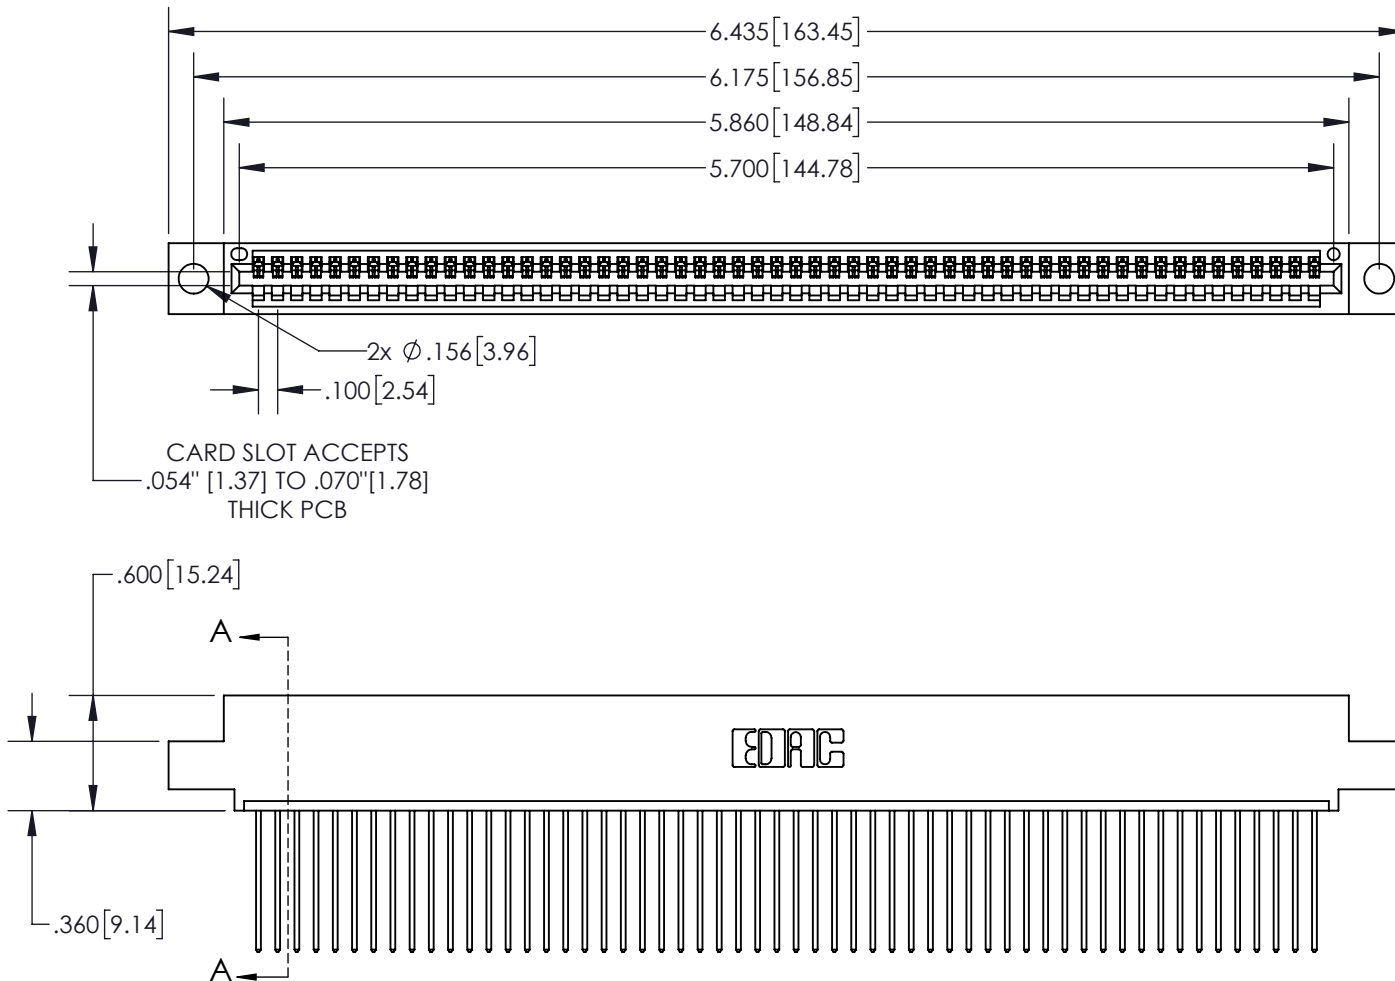 6.435[163.45]
6.175[156.85]
5.860[148.84]
5.700[144.78]
2x Ø.156[3.96]
.100[2.54]
CARD SLOT ACCEPTS
.054" [1.37] TO .070"[1.78]
THICK PCB
.600[15.24]
A
EDAC
.360[9.14]
A